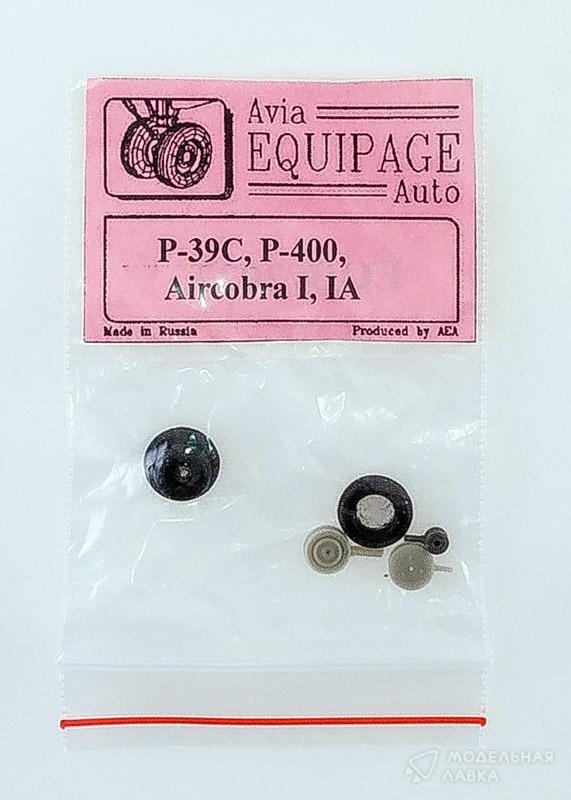 Avia
EQUIPAGE
Auto
P-39C, P-400,
Aircobra I, IA
Made in Russia
Produced by AEA
МОДЕЛЬНАЯ
ЛАВКА